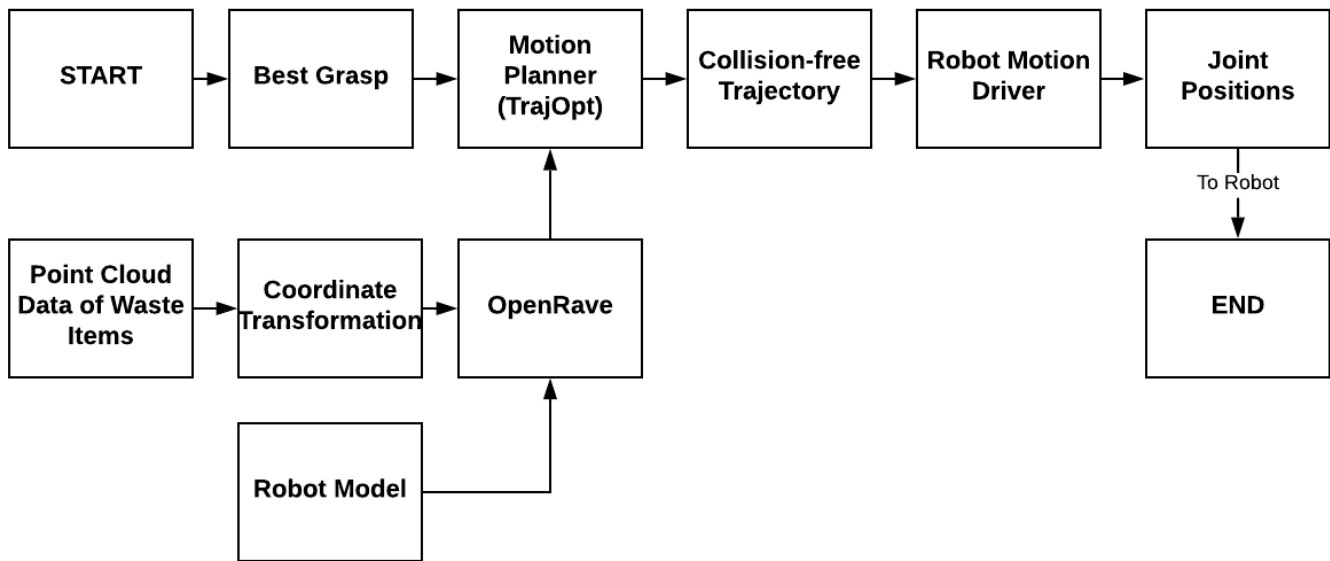 START
Best Grasp
Motion
Planner
(TrajOpt)
Collision-free
Trajectory
Robot Motion
Driver
Joint
Positions
To Robot
Point Cloud
Data of Waste
Items
Coordinate
Transformation
OpenRave
END
Robot Model